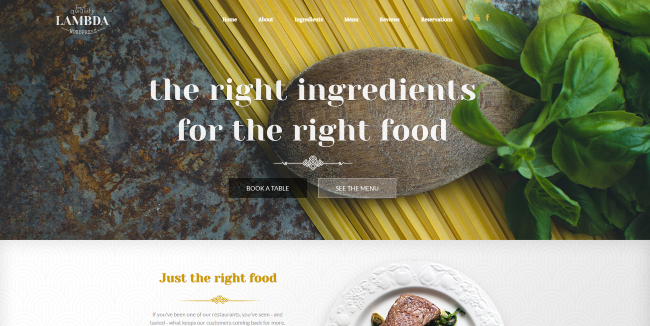 quality
LAMBDA
WORDPRESS
Home About Ingredients Menu Reviews Reservations
the right ingredients
for the right food
BOOK A TABLE SEE THE MENU
Just the right food
If you've been one of our restaurants, you've seen - and
tasted - what keeps our customers coming back for more.